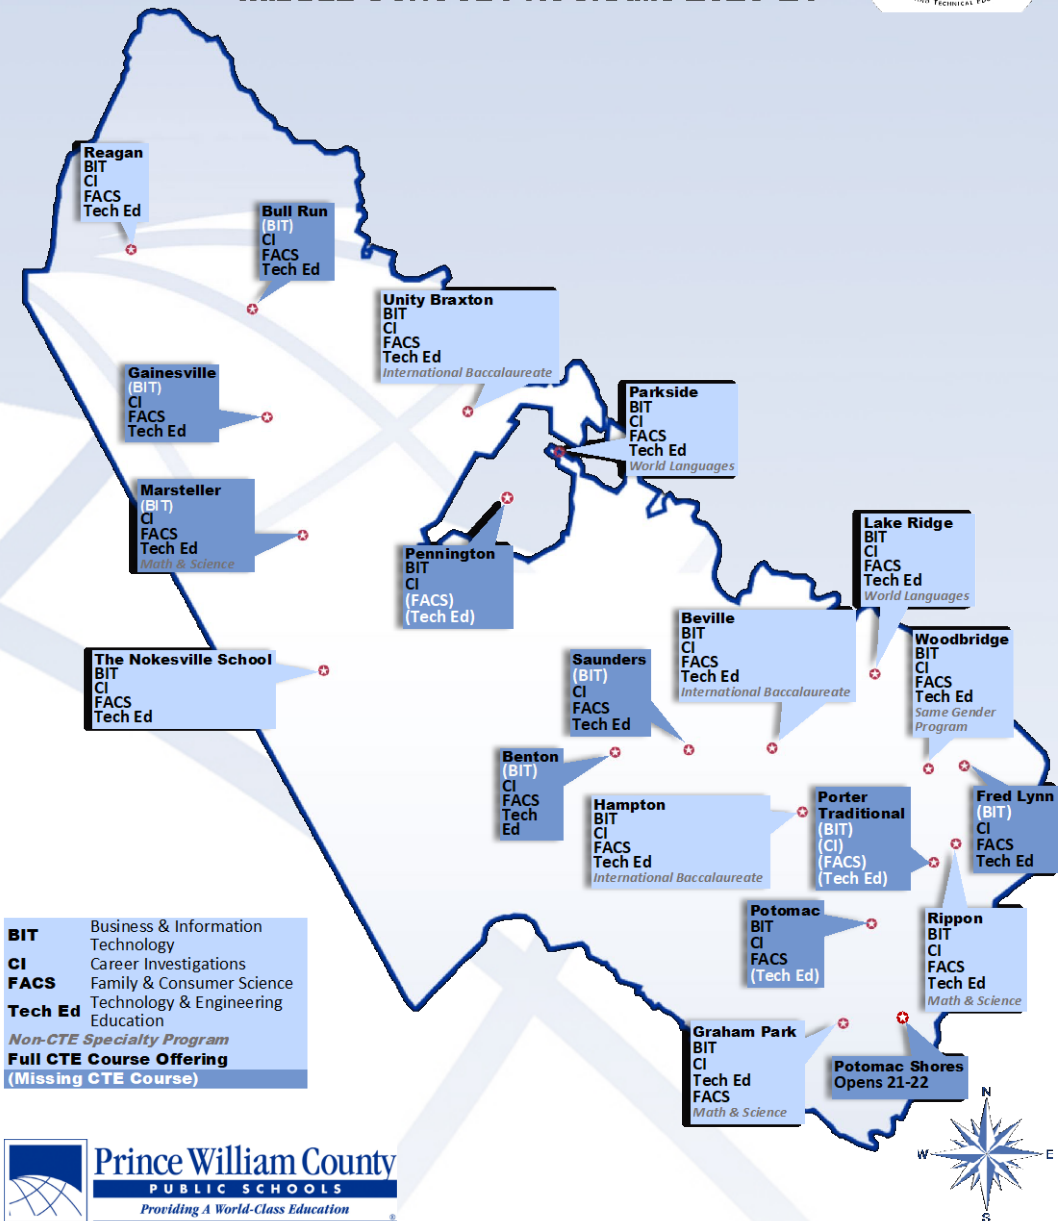 TECHNICAL
Reagan
BIT
CI
FACS
Tech Ed
Bull Run
(BIT)
CI
FACS
Tech Ed
Unity Braxton
BIT
CI
FACS
Tech Ed
International Baccalaureate
Gainesville
(BIT)
CI
FACS
Tech Ed
Parkside
BIT
CI
FACS
Tech Ed
World Languages
Marsteller
(BIT)
CI
FACS
Tech Ed
Math & Science
Pennington
BIT
CI
(FACS)
(Tech Ed)
Lake Ridge
BIT
CI
FACS
Tech Ed
World Languages
Beville
BIT
CI
FACS
Tech Ed
International Baccalaureate
Woodbridge
BIT
CI
FACS
Tech Ed
Same Gender
Program
The Nokesville School
BIT
CI
FACS
Tech Ed
Saunders
(BIT)
CI
FACS
Tech Ed
Benton
(BIT)
CI
FACS
Tech
Ed
Hampton
BIT
CI
FACS
Tech Ed
International Baccalaureate
Porter
Traditional
(BIT)
(CI)
(FACS)
(Tech Ed)
Fred Lynn
(BIT)
CI
FACS
Tech Ed
Potomac
BIT
CI
FACS
(Tech Ed)
Rippon
BIT
CI
FACS
Tech Ed
Math & Science
Graham Park
BIT
CI
Tech Ed
FACS
Math & Science
Potomac Shores
Opens 21-22
BIT Business & Information
Technology
CI Career Investigations
FACS Family & Consumer Science
Tech Ed Technology & Engineering
Education
Non-CTE Specialty Program
Full CTE Course Offering
(Missing CTE Course)
Prince William County
PUBLIC SCHOOLS
Providing A World-Class Education
®
N
W
E
S